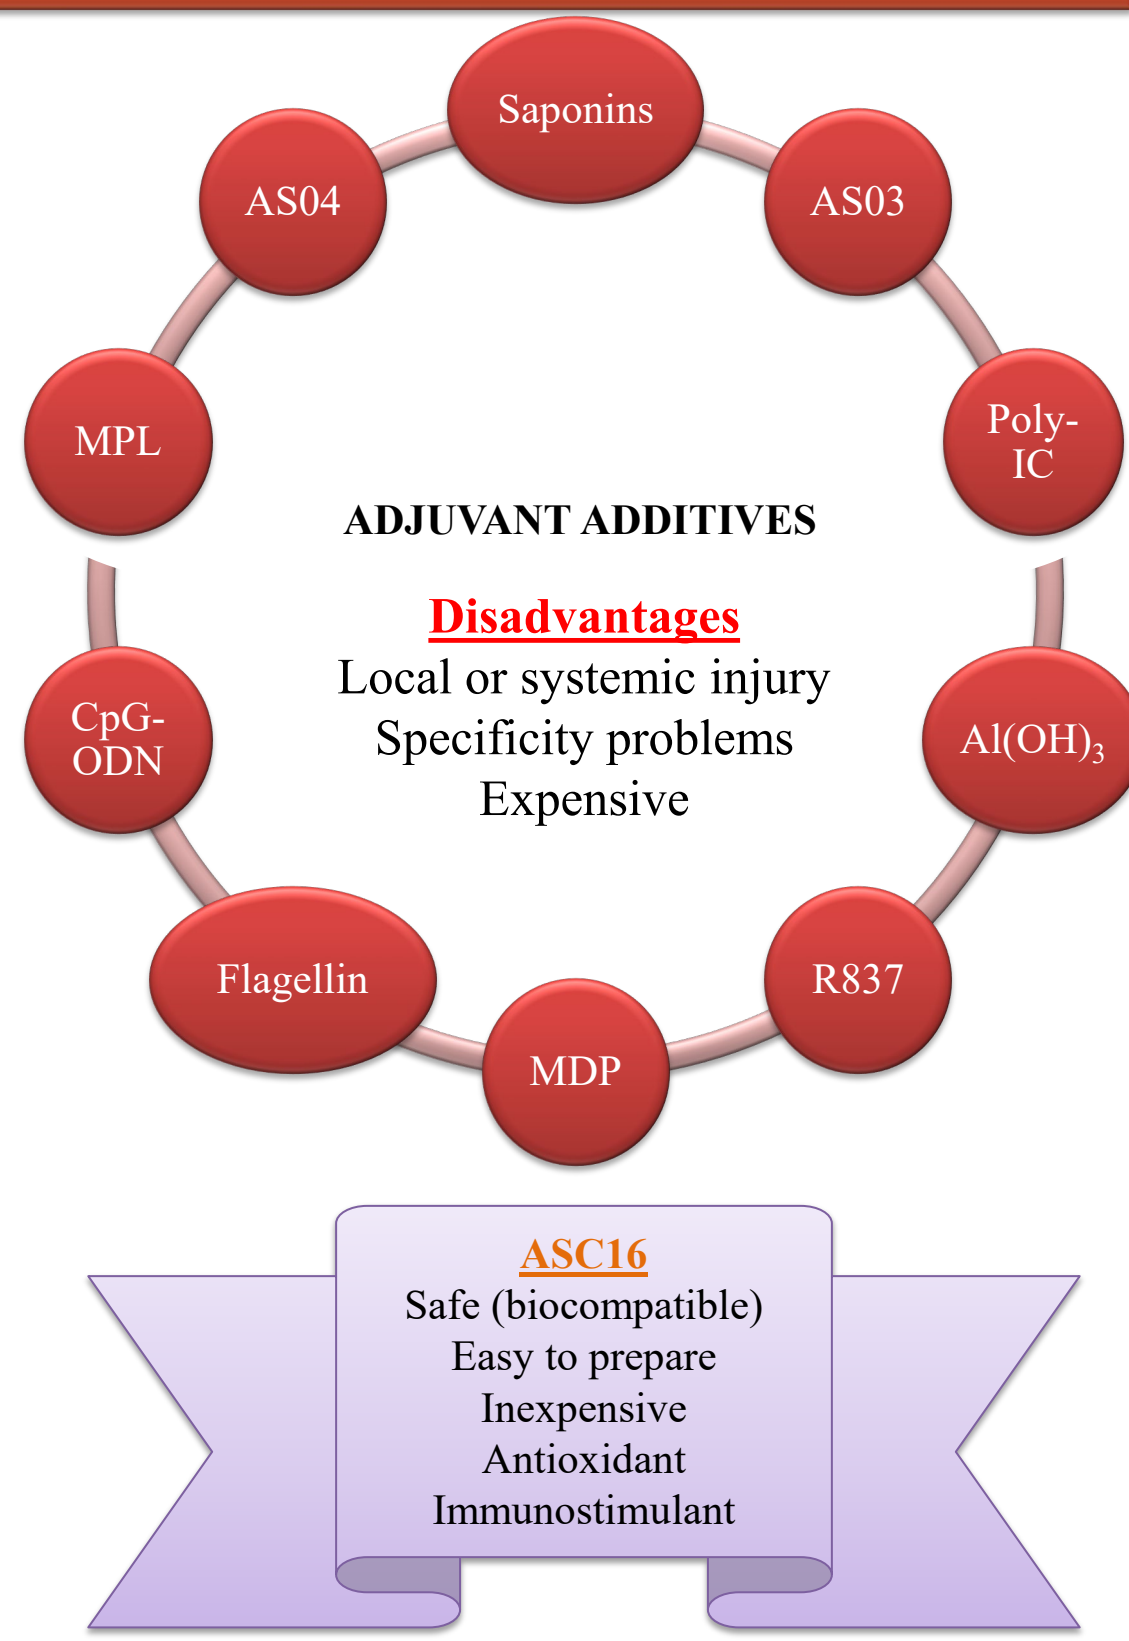 Saponins
AS04
AS03
MPL
Poly-
IC
ADJUVANT ADDITIVES
Disadvantages
Local or systemic injury
Specificity problems
Expensive
CpG-
ODN
Al(OH)₃
Flagellin
R837
MDP
ASC16
Safe (biocompatible)
Easy to prepare
Inexpensive
Antioxidant
Immunostimulant